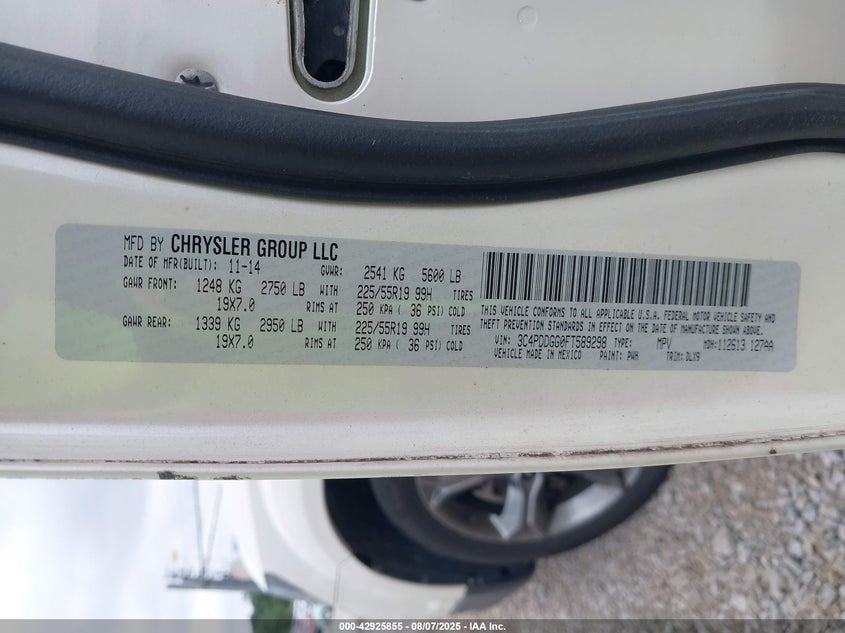 MFD BY CHRYSLER GROUP LLC
DATE OF MFR(BUILT): 11-14 GVWR: 2541 KG 5600 LB
GAWR FRONT: 1248 KG 2750 LB WITH 225/55R19 99H TIRES
19X7.0 RIMS AT 250 KPA ( 36 PSI) COLD
GAWR REAR: 1339 KG 2950 LB WITH 225/55R19 99H TIRES
19X7.0 RIMS AT 250 KPA ( 36 PSI) COLD
THIS VEHICLE CONFORMS TO ALL APPLICABLE U.S.A. FEDERAL MOTOR VEHICLE SAFETY AND
THEFT PREVENTION STANDARDS IN EFFECT ON THE DATE OF MANUFACTURE SHOWN ABOVE.
VIN: 3C4PDDGG0FT589298 TYPE: MPV MDH:112613 127AA
VEHICLE MADE IN MEXICO PAINT: PWH TRIM: DLX9
000-42925855 - 08/07/2025 - IAA Inc.